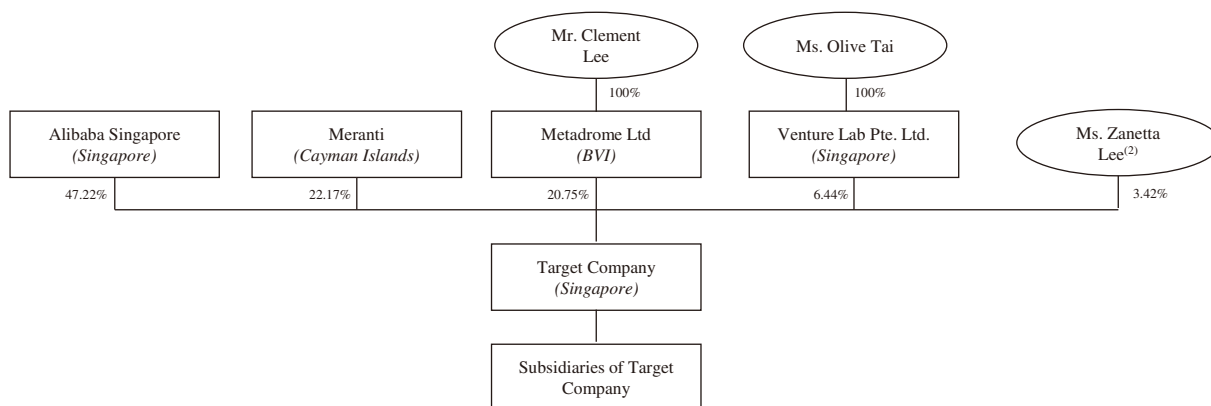 Mr. Clement
Lee
Ms. Olive Tai
100%
100%
Alibaba Singapore
(Singapore)
Meranti
(Cayman Islands)
Metadrome Ltd
(BVI)
Venture Lab Pte. Ltd.
(Singapore)
Ms. Zanetta
Lee(2)
47.22%
22.17%
20.75%
6.44%
3.42%
Target Company
(Singapore)
Subsidiaries of Target
Company